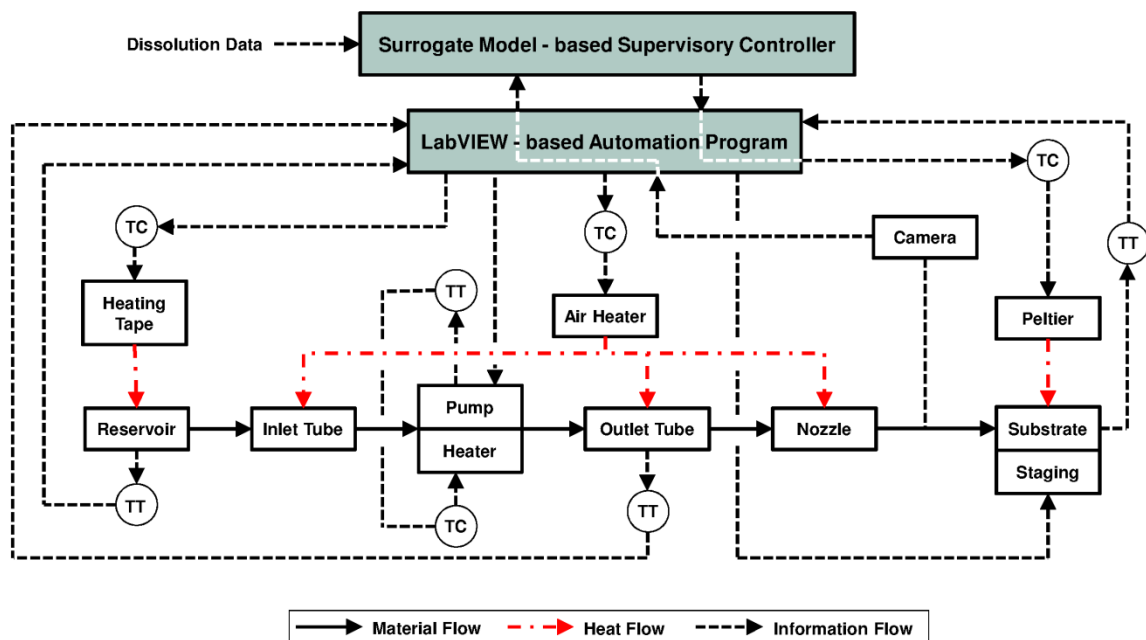 Dissolution Data
Surrogate Model - based Supervisory Controller
LabVIEW - based Automation Program
TC
TC
TC
Camera
TT
Heating
Tape
TT
Air Heater
Peltier
Reservoir
Inlet Tube
Pump
Heater
Outlet Tube
Nozzle
Substrate
Staging
TT
TC
TT
Material Flow
Heat Flow
Information Flow